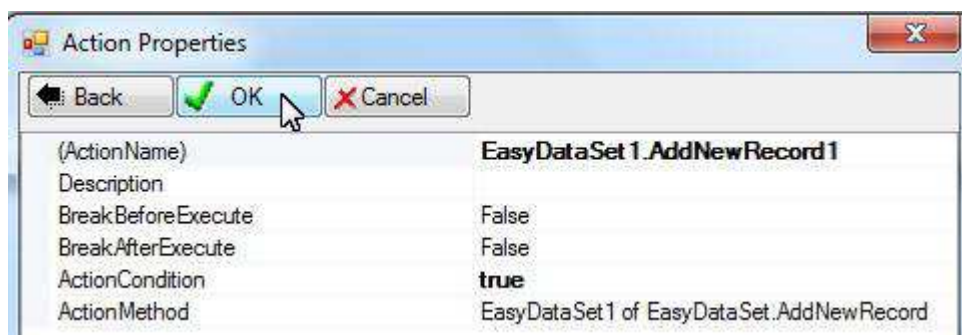 Action Properties
Back OK Cancel
(ActionName) EasyDataSet1.AddNewRecord1
Description
BreakBeforeExecute False
BreakAfterExecute False
ActionCondition true
ActionMethod EasyDataSet1 of EasyDataSet.AddNewRecord